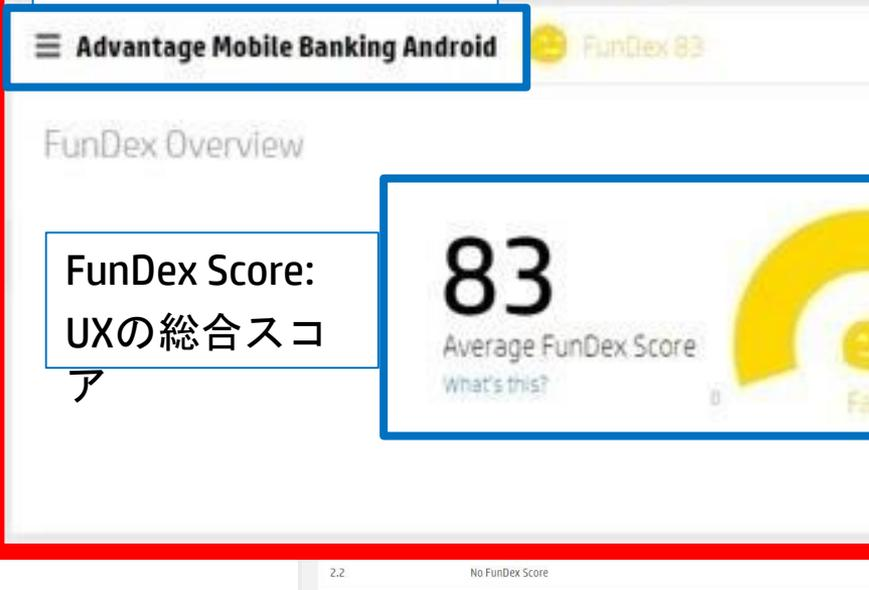 Advantage Mobile Banking Android
FunDex 83
FunDex Overview
FunDex Score:
UXの総合スコ
ア
83
Average FunDex Score
What's this?
0
2.2 No FunDex Score